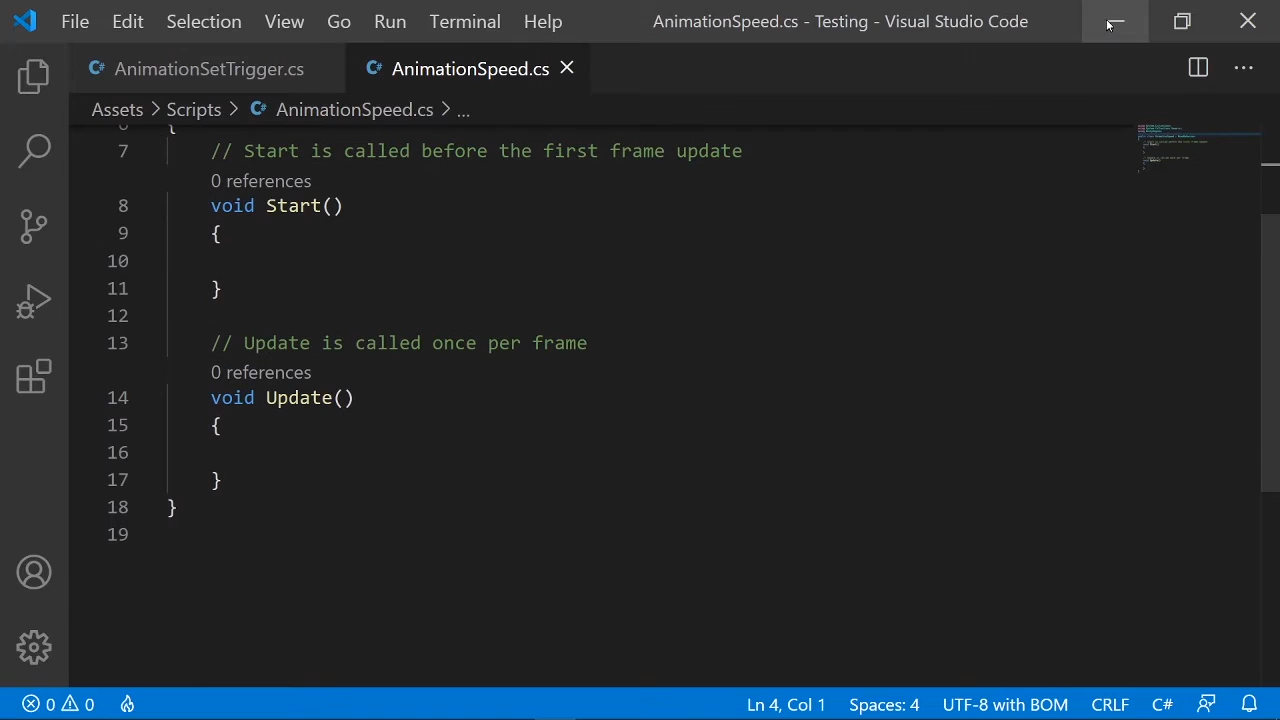 File Edit Selection View Go Run Terminal Help AnimationSpeed.cs - Testing - Visual Studio Code
AnimationSetTrigger.cs AnimationSpeed.cs
Assets > Scripts > AnimationSpeed.cs > ...
6 {
7 // Start is called before the first frame update
0 references
8 void Start()
9 {
10
11 }
12
13 // Update is called once per frame
0 references
14 void Update()
15 {
16
17 }
18 }
19
0 0 Ln 4, Col 1 Spaces: 4 UTF-8 with BOM CRLF C#